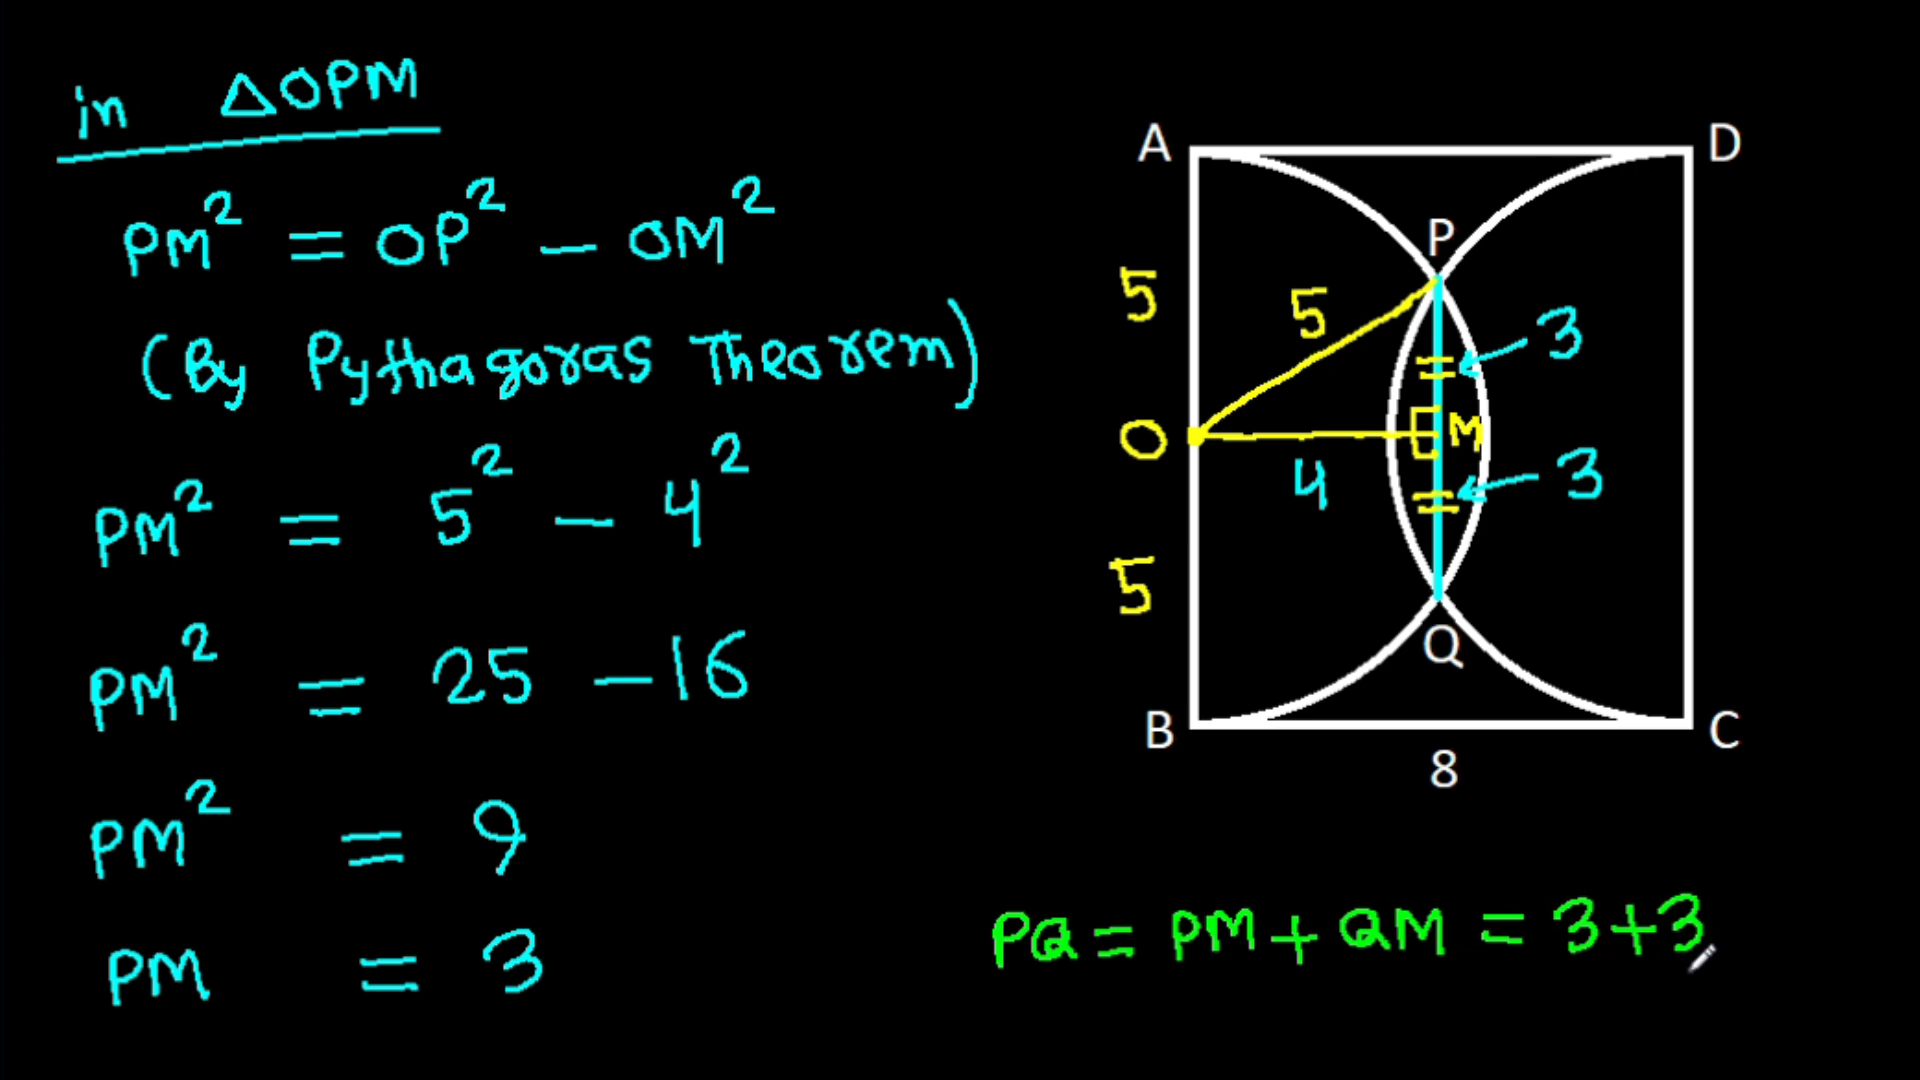 in △OPM
PM² = OP² - OM²
(By Pythagoras Theorem)
PM² = 5² - 4²
PM² = 25 - 16
PM² = 9
PM = 3
A D
P
5 5 3
O M
4 3
5
Q
B C
8
PQ = PM + QM = 3+3